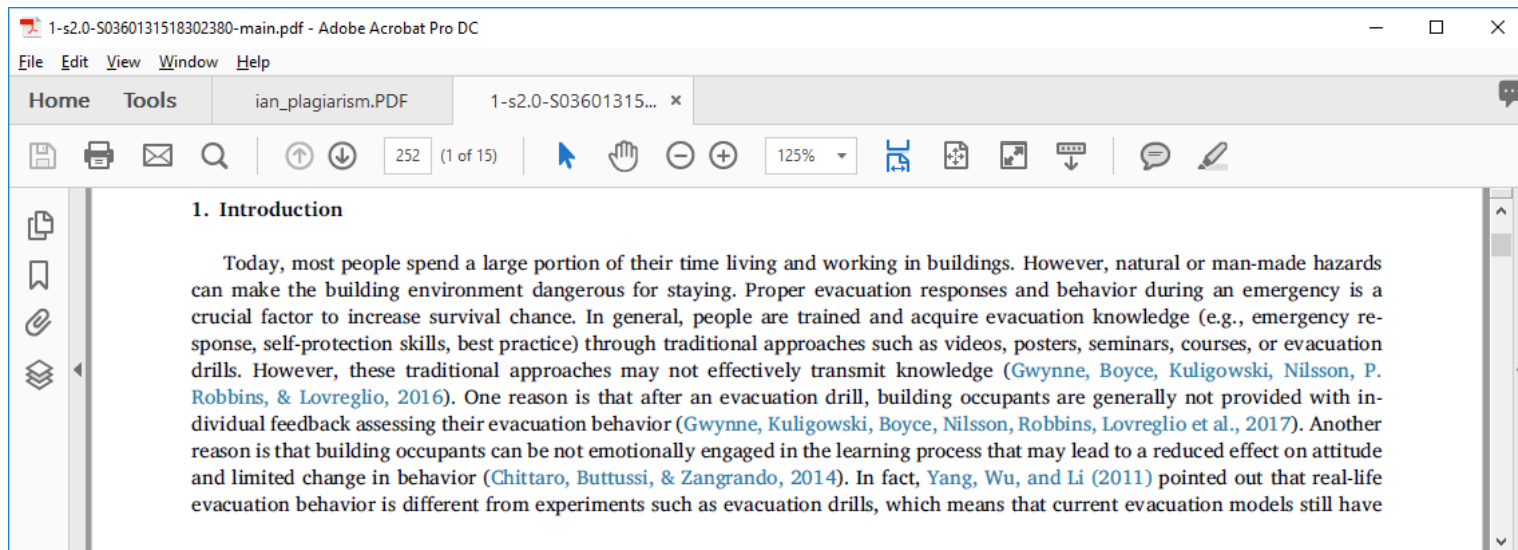 1-s2.0-S0360131518302380-main.pdf - Adobe Acrobat Pro DC
File Edit View Window Help
Home Tools ian_plagiarism.PDF 1-s2.0-S03601315... ×
252 (1 of 15) 125%
1. Introduction
Today, most people spend a large portion of their time living and working in buildings. However, natural or man-made hazards
can make the building environment dangerous for staying. Proper evacuation responses and behavior during an emergency is a
crucial factor to increase survival chance. In general, people are trained and acquire evacuation knowledge (e.g., emergency re-
sponse, self-protection skills, best practice) through traditional approaches such as videos, posters, seminars, courses, or evacuation
drills. However, these traditional approaches may not effectively transmit knowledge (Gwynne, Boyce, Kuligowski, Nilsson, P.
Robbins, & Lovreglio, 2016). One reason is that after an evacuation drill, building occupants are generally not provided with in-
dividual feedback assessing their evacuation behavior (Gwynne, Kuligowski, Boyce, Nilsson, Robbins, Lovreglio et al., 2017). Another
reason is that building occupants can be not emotionally engaged in the learning process that may lead to a reduced effect on attitude
and limited change in behavior (Chittaro, Buttussi, & Zangrando, 2014). In fact, Yang, Wu, and Li (2011) pointed out that real-life
evacuation behavior is different from experiments such as evacuation drills, which means that current evacuation models still have